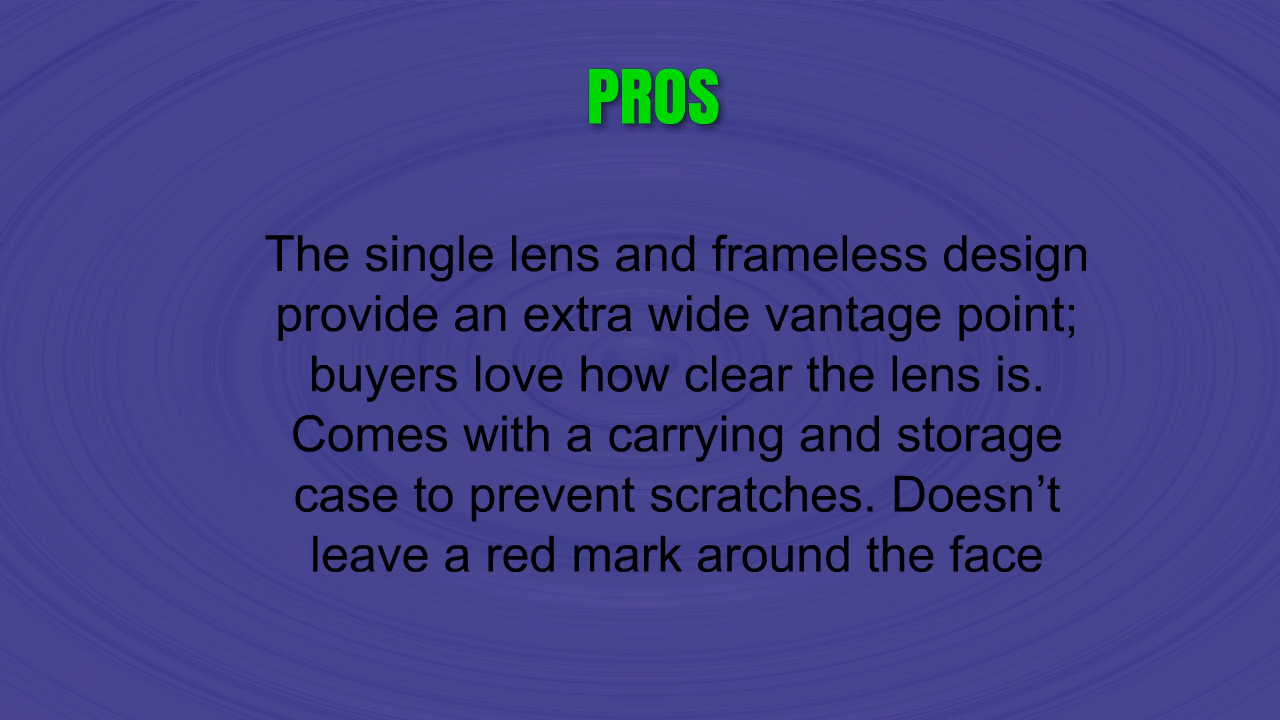 PROS
The single lens and frameless design
provide an extra wide vantage point;
buyers love how clear the lens is.
Comes with a carrying and storage
case to prevent scratches. Doesn’t
leave a red mark around the face